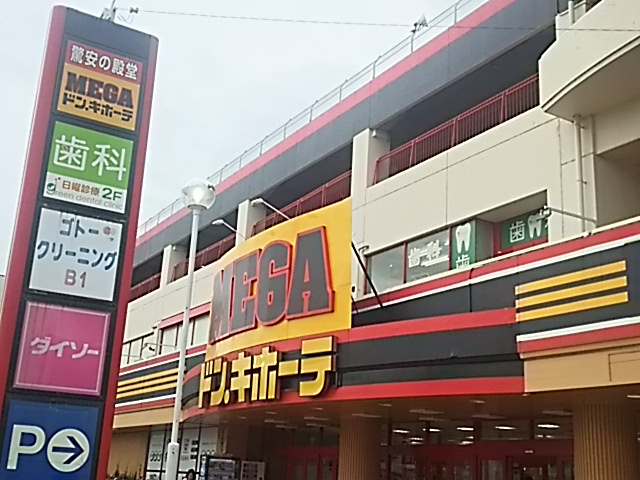 驚安の殿堂
MEGA
ドン.キホーテ
歯科
日曜診療 2F
green dental clinic
ゴトー
クリーニング
B1
ダイソー
P
MEGA
ドン.キホーテ
歯科
歯
歯